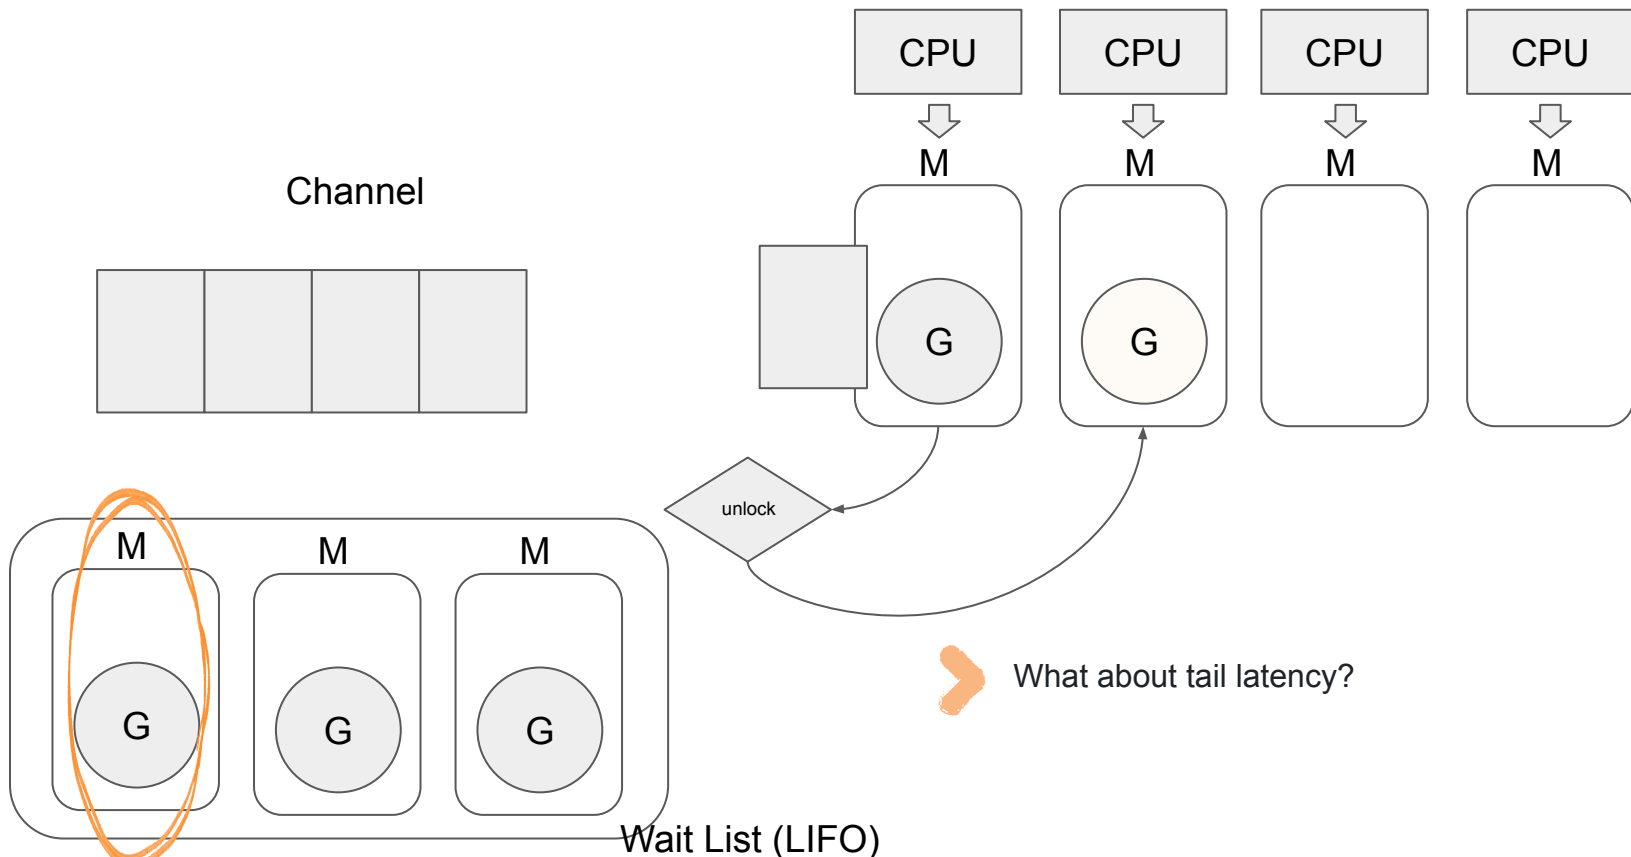 CPU
CPU
CPU
CPU
M
M
M
M
Channel
G
G
unlock
M
M
M
G
G
G
What about tail latency?
Wait List (LIFO)